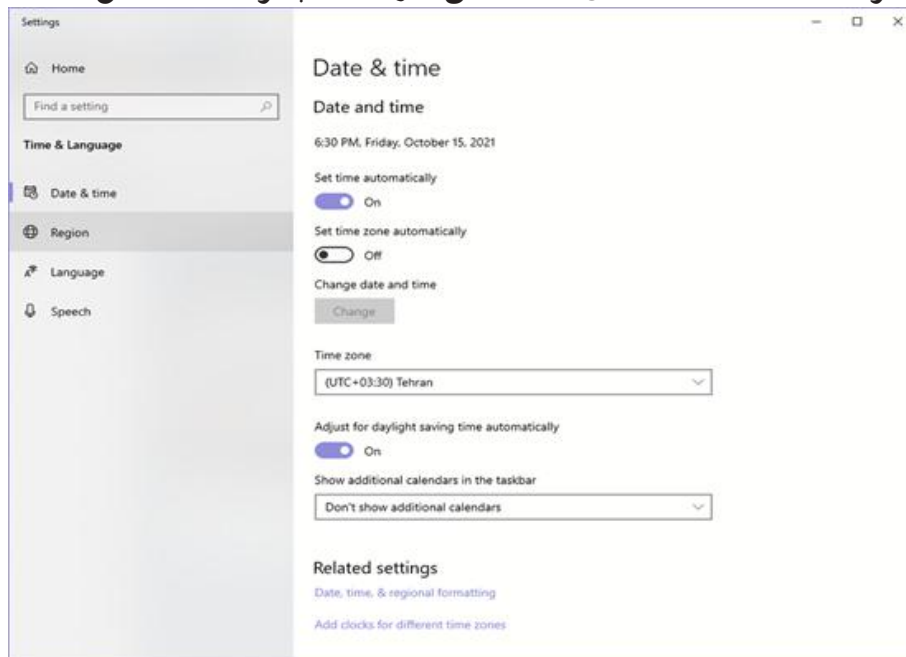 Settings
Home
Find a setting
Time & Language
Date & time
Region
Language
Speech
Date & time
Date and time
6:30 PM, Friday, October 15, 2021
Set time automatically
On
Set time zone automatically
Off
Change date and time
Change
Time zone
(UTC+03:30) Tehran
Adjust for daylight saving time automatically
On
Show additional calendars in the taskbar
Don't show additional calendars
Related settings
Date, time, & regional formatting
Add clocks for different time zones